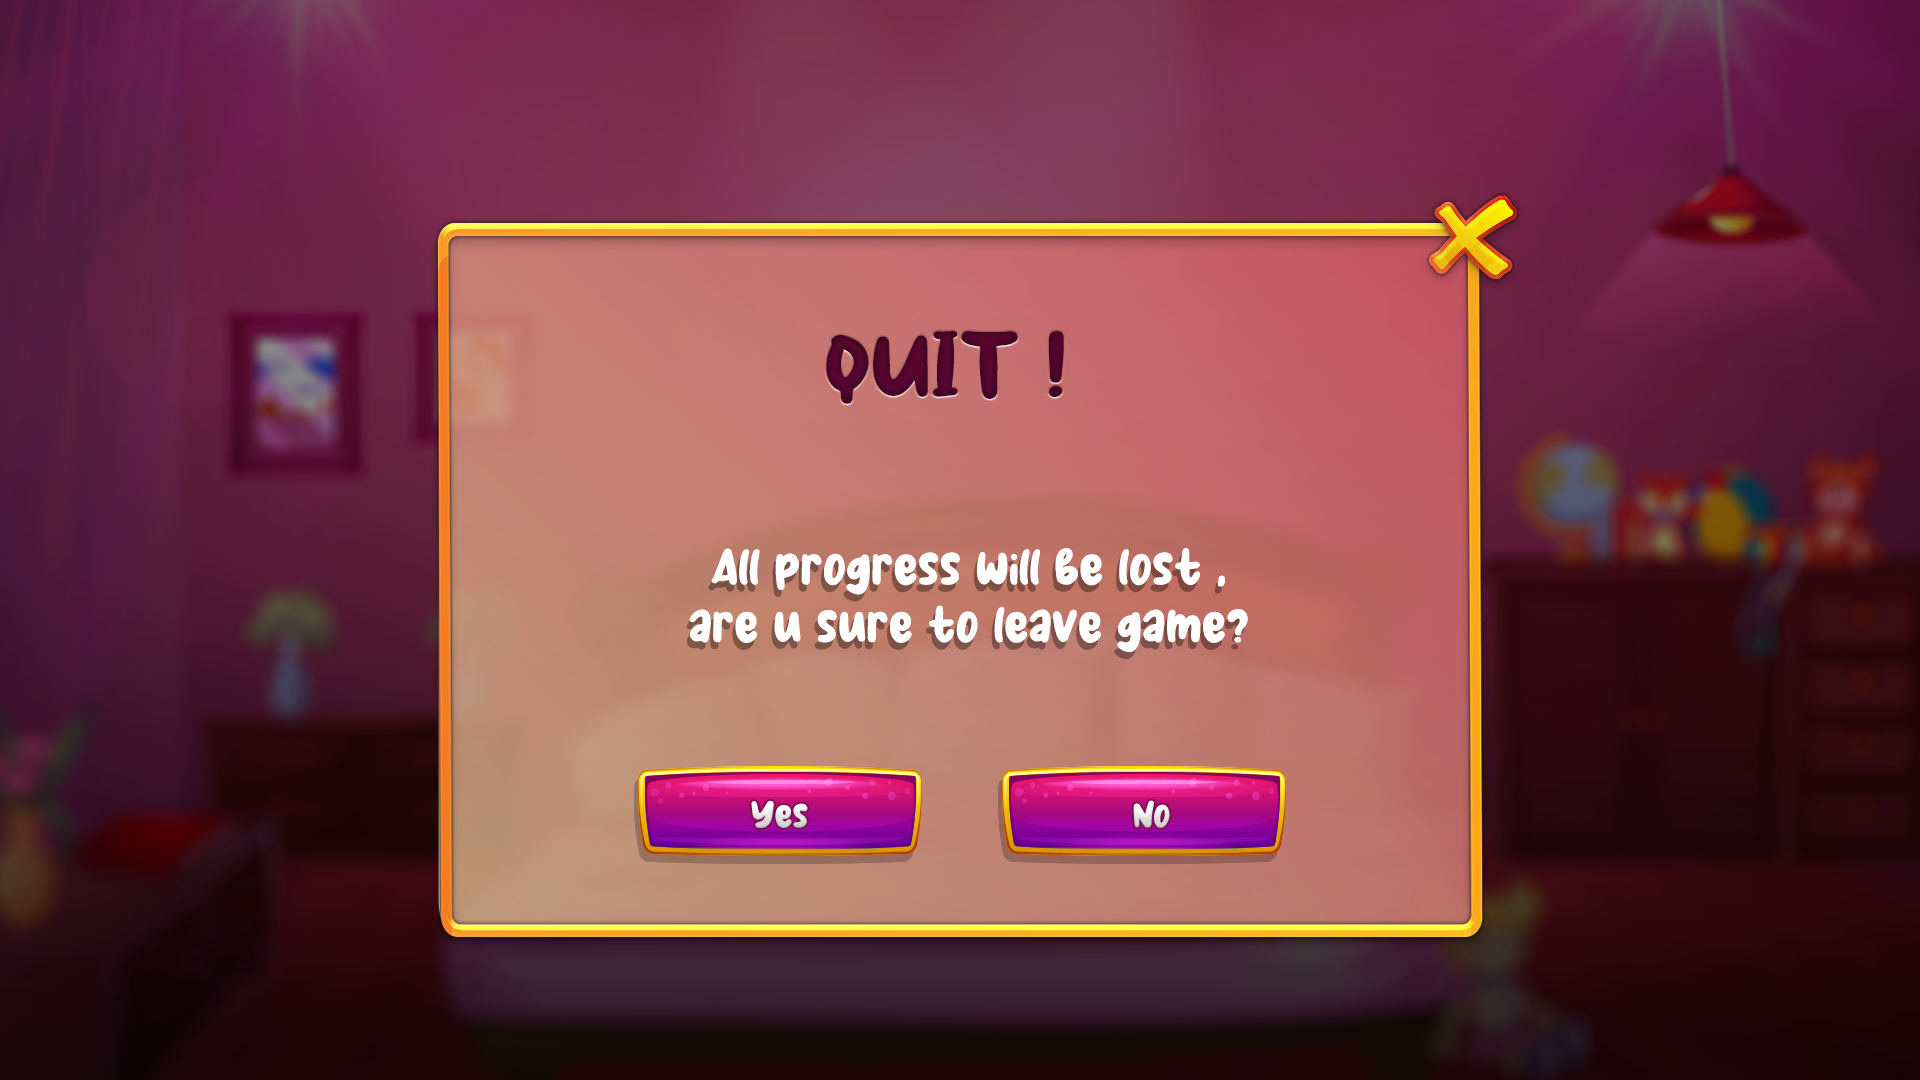 QUIT !
All progress will be lost ,
are u sure to leave game?
Yes
No